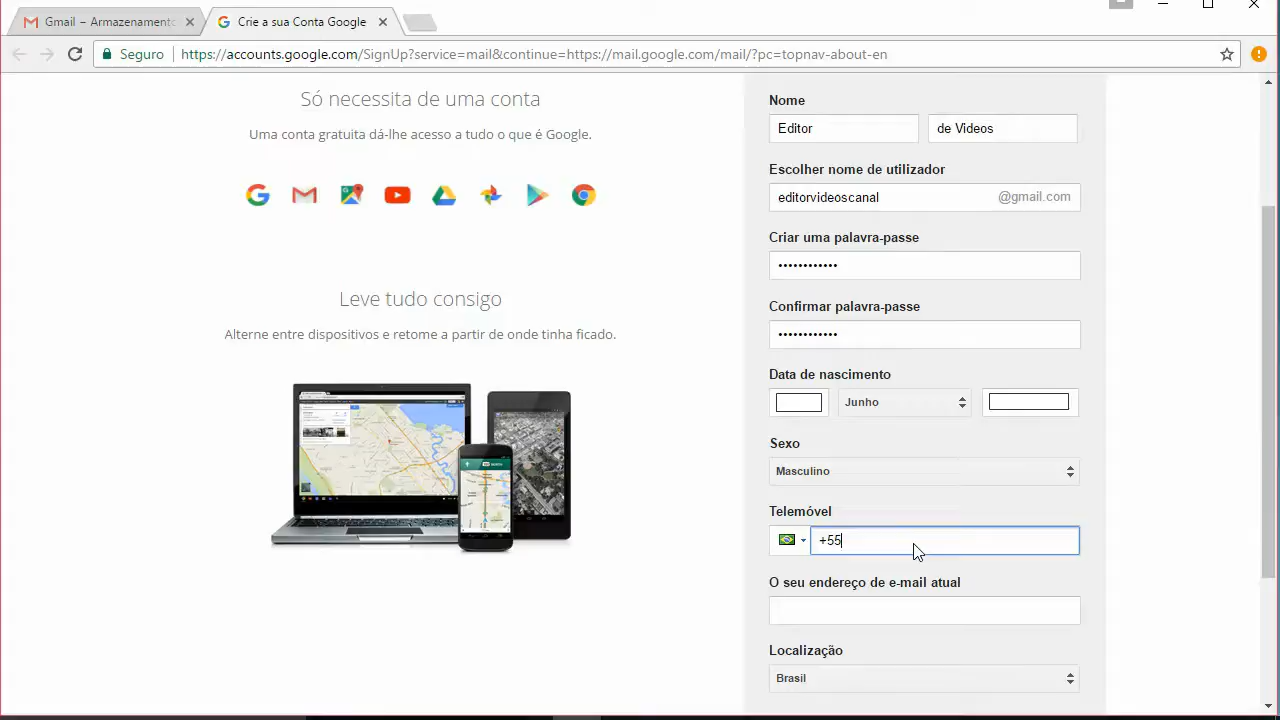 Gmail – Armazenamento
Crie a sua Conta Google
Seguro
https://accounts.google.com/SignUp?service=mail&continue=https://mail.google.com/mail/?pc=topnav-about-en
Só necessita de uma conta
Uma conta gratuita dá-lhe acesso a tudo o que é Google.
Leve tudo consigo
Alterne entre dispositivos e retome a partir de onde tinha ficado.
Nome
Editor
de Videos
Escolher nome de utilizador
editorvideoscanal
@gmail.com
Criar uma palavra-passe
••••••••••••
Confirmar palavra-passe
••••••••••••
Data de nascimento
Junho
Sexo
Masculino
Telemóvel
+55
O seu endereço de e-mail atual
Localização
Brasil